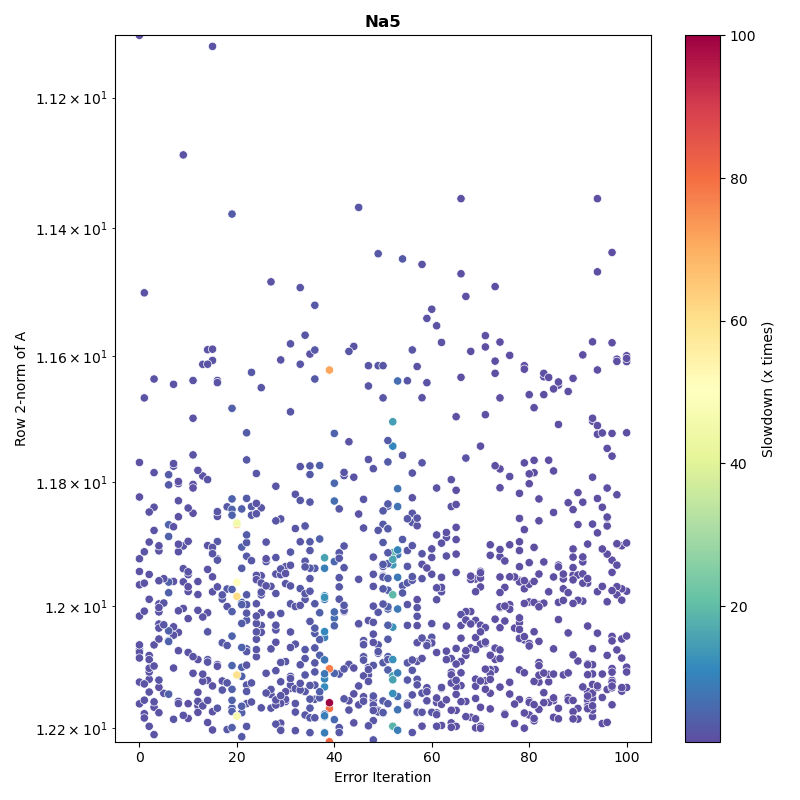 Na5
Row 2-norm of A
1.12 × 10¹
1.14 × 10¹
1.16 × 10¹
1.18 × 10¹
1.2 × 10¹
1.22 × 10¹
0 20 40 60 80 100
Error Iteration
100
80
60
40
20
Slowdown (x times)